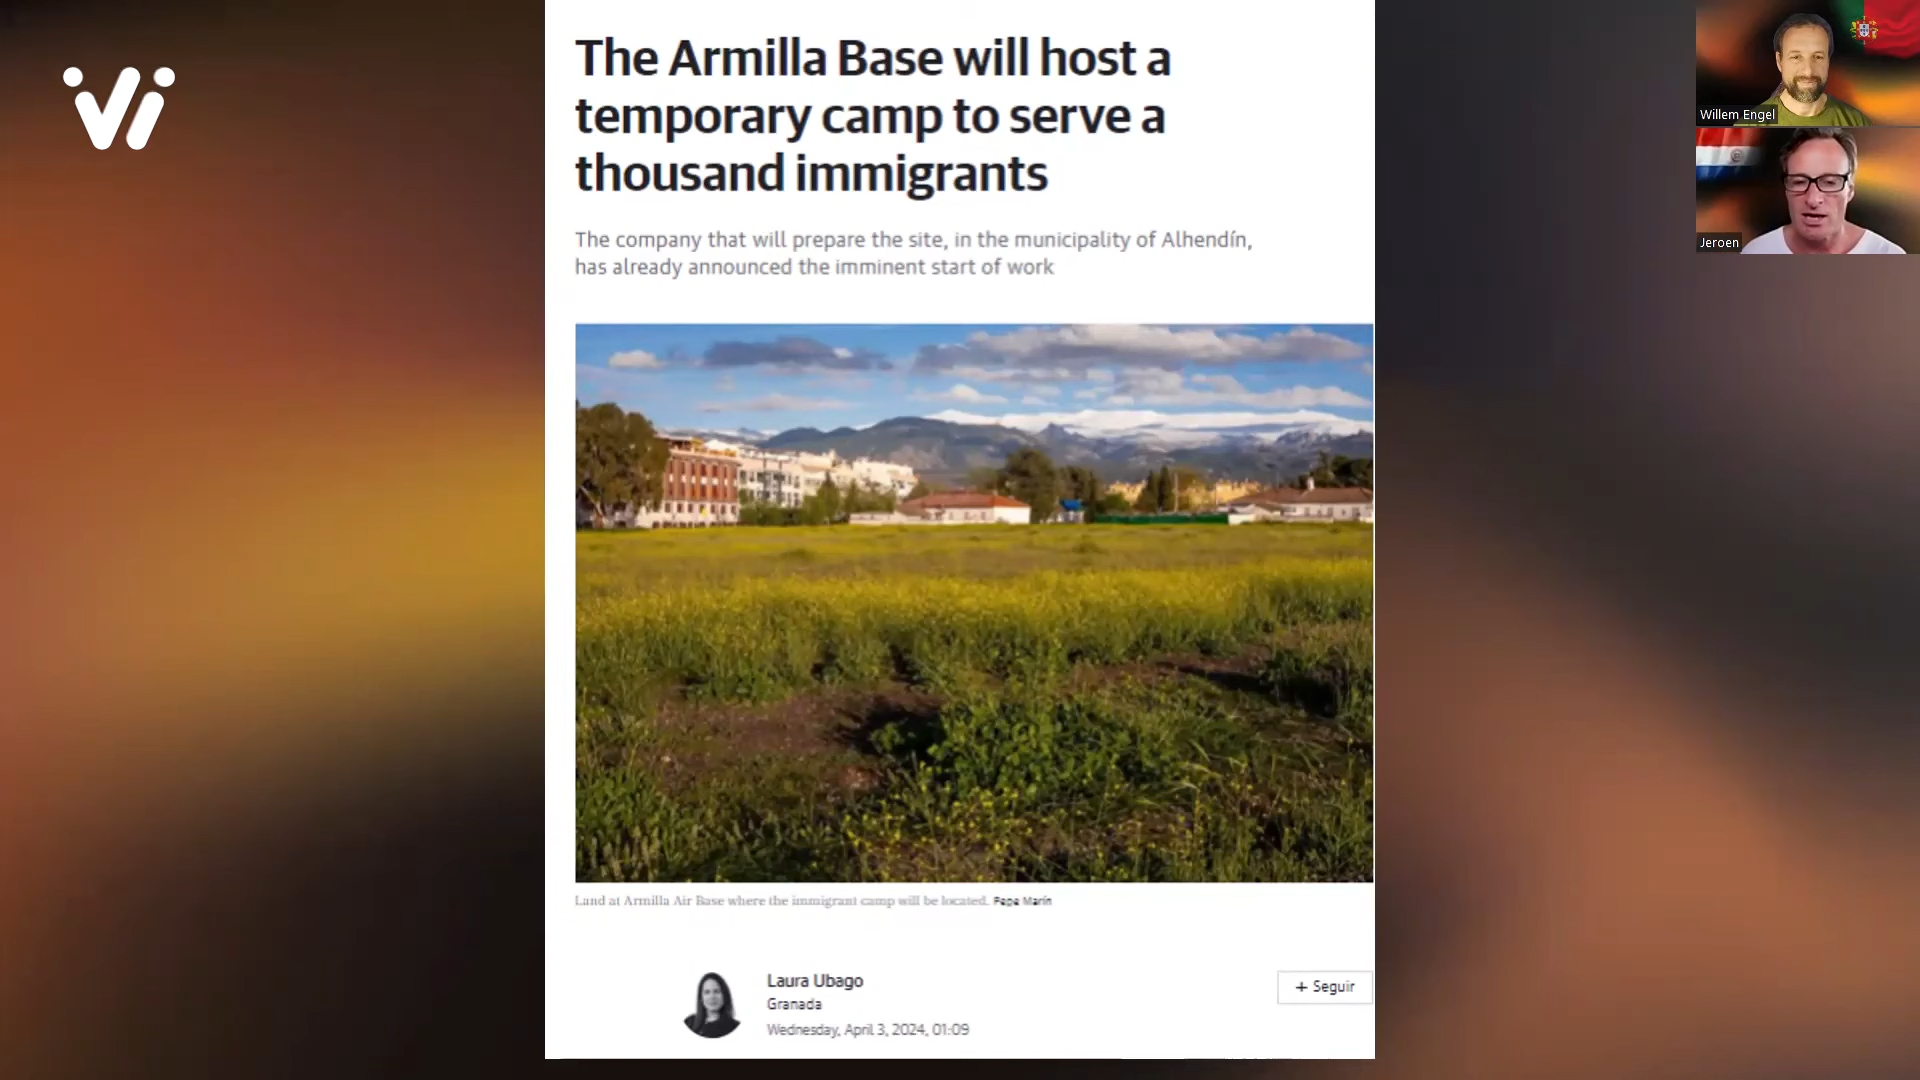 The Armilla Base will host a
temporary camp to serve a
thousand immigrants
The company that will prepare the site, in the municipality of Alhendín,
has already announced the imminent start of work
Land at Armilla Air Base where the immigrant camp will be located. Pepe Marín
Laura Ubago
Granada
Wednesday, April 3, 2024, 01:09
+ Seguir
Willem Engel
Jeroen